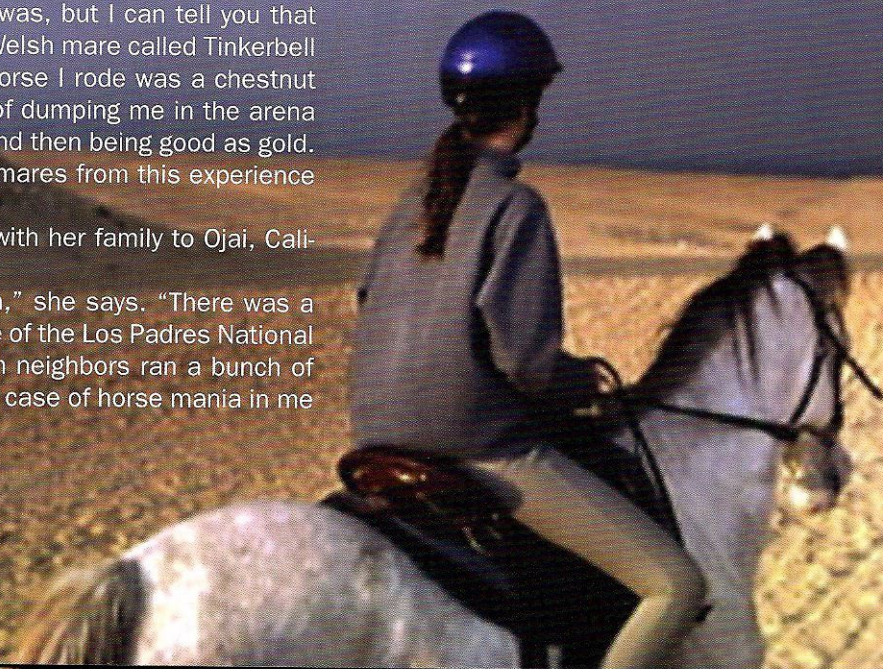 was, but I can tell you that
Welsh mare called Tinkerbell
orse I rode was a chestnut
of dumping me in the arena
nd then being good as gold.
mares from this experience
with her family to Ojai, Cali-
," she says. “There was a
e of the Los Padres National
n neighbors ran a bunch of
case of horse mania in me